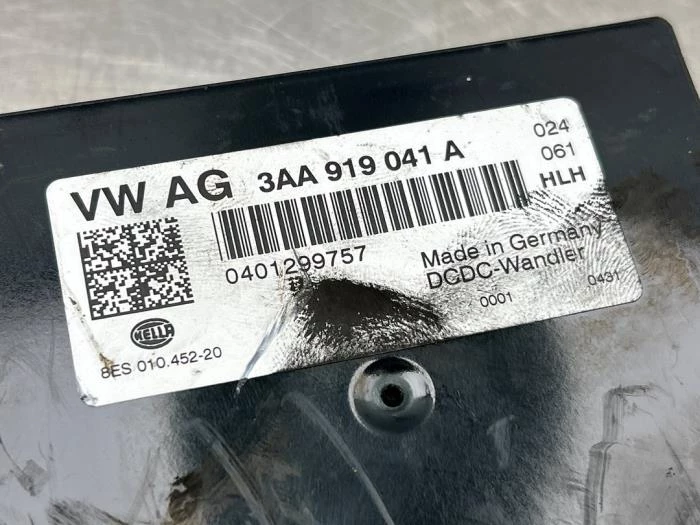 VW AG 3AA 919 041 A
024
061
HLH
0401299757
Made in Germany
DCDC-Wandler
0001 0431
HELLA
8ES 010.452-20